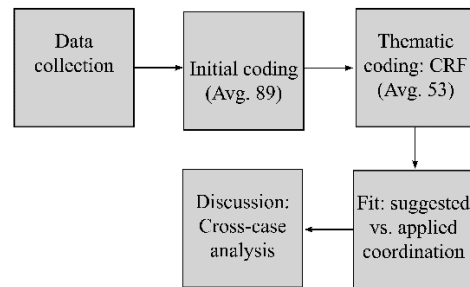 Data
collection
Initial coding
(Avg. 89)
Thematic
coding: CRF
(Avg. 53)
Fit: suggested
vs. applied
coordination
Discussion:
Cross-case
analysis